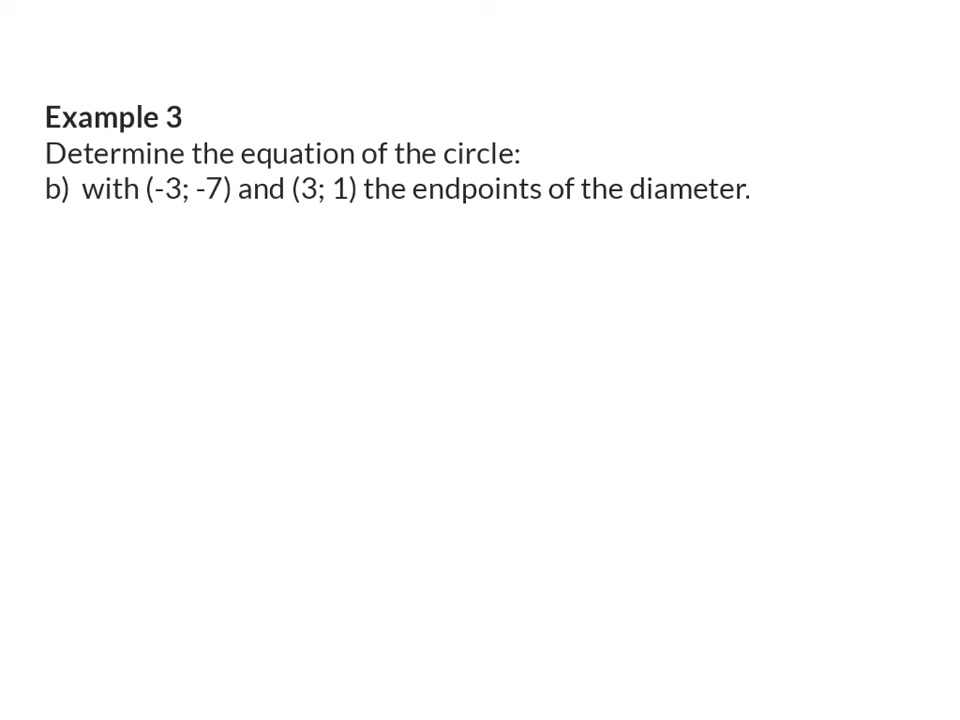 Example 3
Determine the equation of the circle:
b) with (-3; -7) and (3; 1) the endpoints of the diameter.